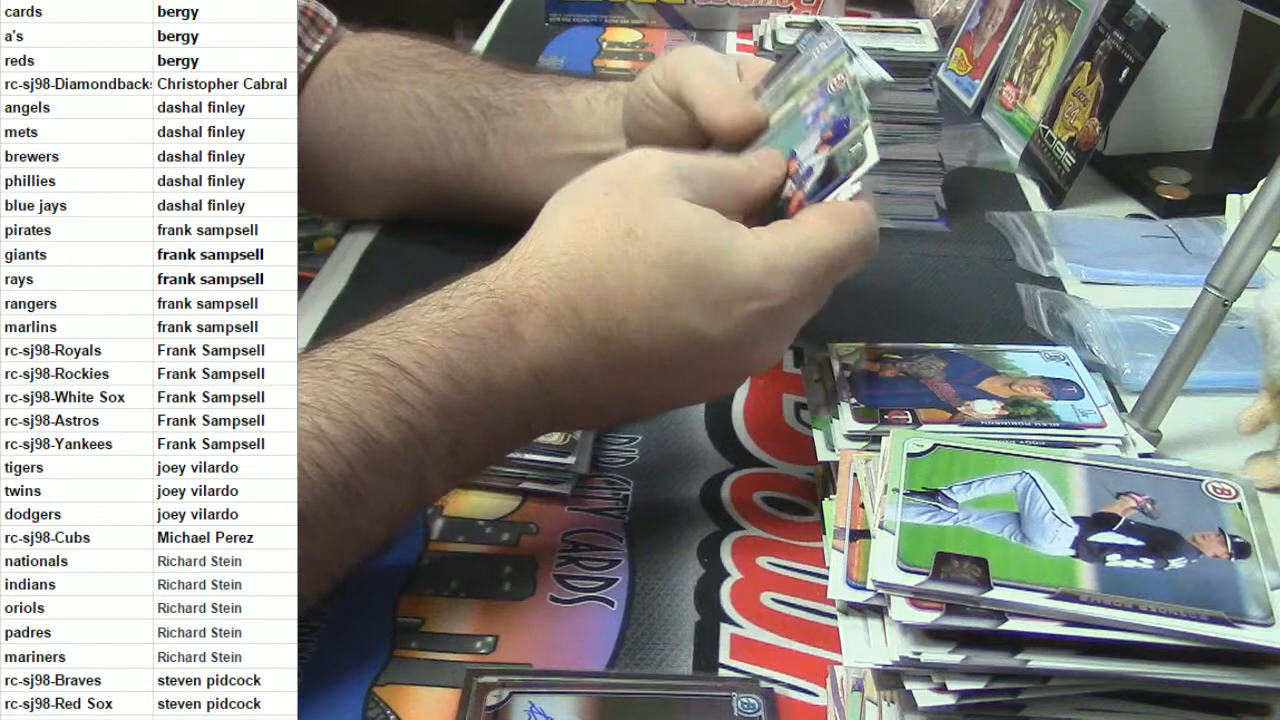 cards bergy
a's bergy
reds bergy
rc-sj98-Diamondbacks Christopher Cabral
angels dashal finley
mets dashal finley
brewers dashal finley
phillies dashal finley
blue jays dashal finley
pirates frank sampsell
giants frank sampsell
rays frank sampsell
rangers frank sampsell
marlins frank sampsell
rc-sj98-Royals Frank Sampsell
rc-sj98-Rockies Frank Sampsell
rc-sj98-White Sox Frank Sampsell
rc-sj98-Astros Frank Sampsell
rc-sj98-Yankees Frank Sampsell
tigers joey vilardo
twins joey vilardo
dodgers joey vilardo
rc-sj98-Cubs Michael Perez
nationals Richard Stein
indians Richard Stein
oriols Richard Stein
padres Richard Stein
mariners Richard Stein
rc-sj98-Braves steven pidcock
rc-sj98-Red Sox steven pidcock
Bowman
KOBE
24
CITY CARDS
B